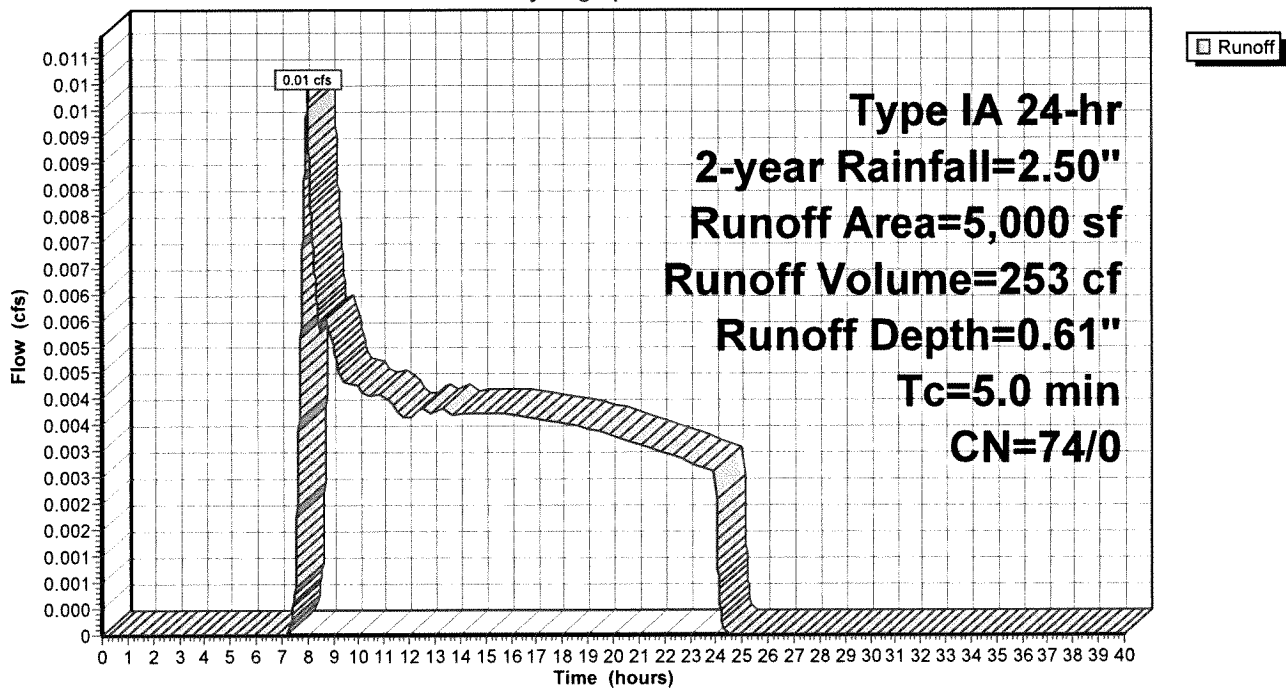 Runoff
0.01 cfs
Type IA 24-hr
2-year Rainfall=2.50"
Runoff Area=5,000 sf
Runoff Volume=253 cf
Runoff Depth=0.61"
Tc=5.0 min
CN=74/0
Flow (cfs)
0.011
0.01
0.01
0.009
0.009
0.008
0.008
0.007
0.007
0.006
0.006
0.005
0.005
0.004
0.004
0.003
0.003
0.002
0.002
0.001
0.001
0.000
0
0 1 2 3 4 5 6 7 8 9 10 11 12 13 14 15 16 17 18 19 20 21 22 23 24 25 26 27 28 29 30 31 32 33 34 35 36 37 38 39 40
Time (hours)